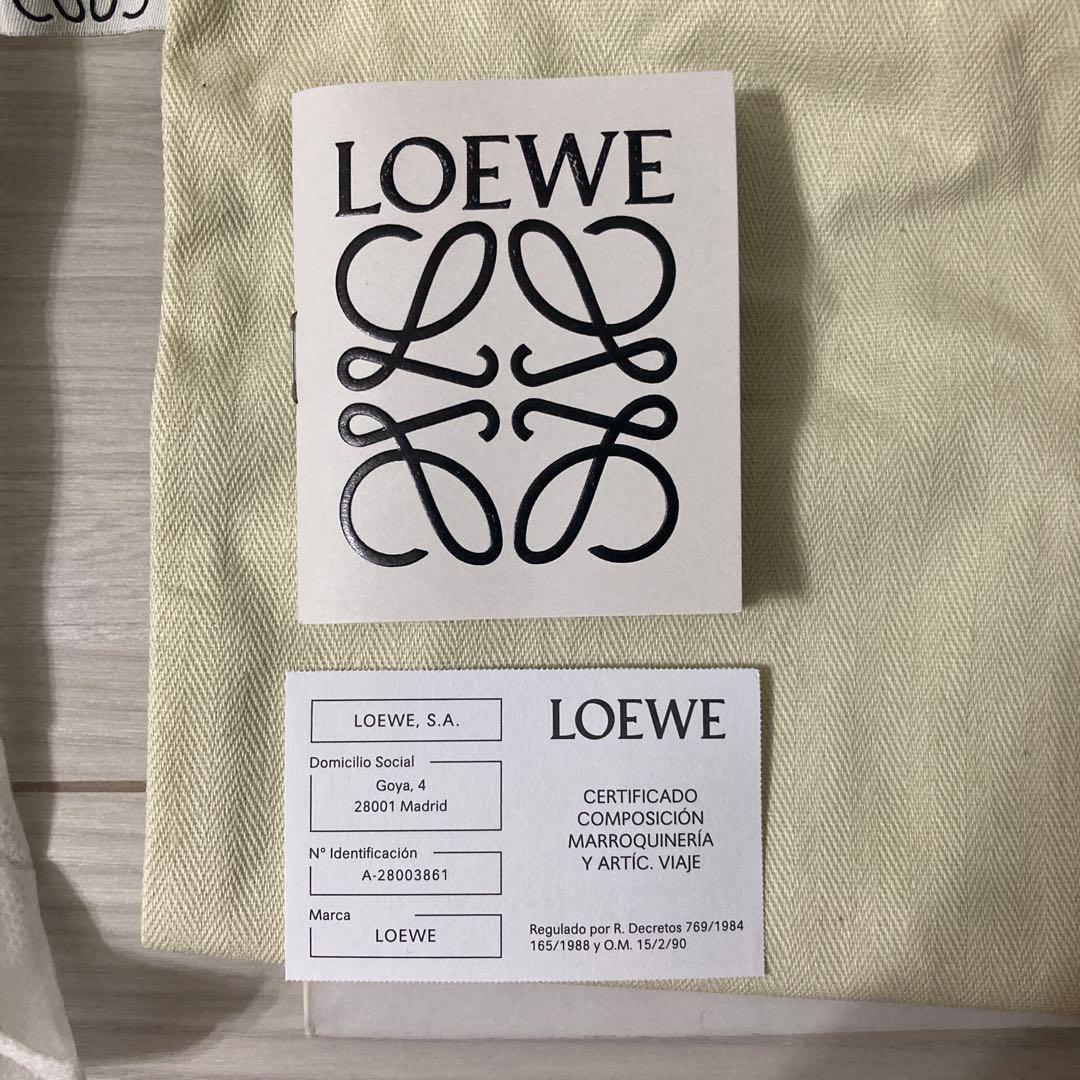 LOEWE
LOEWE, S.A.
Domicilio Social
Goya, 4
28001 Madrid
N° Identificación
A-28003861
Marca
LOEWE
LOEWE
CERTIFICADO
COMPOSICIÓN
MARROQUINERÍA
Y ARTÍC. VIAJE
Regulado por R. Decretos 769/1984
165/1988 y O.M. 15/2/90